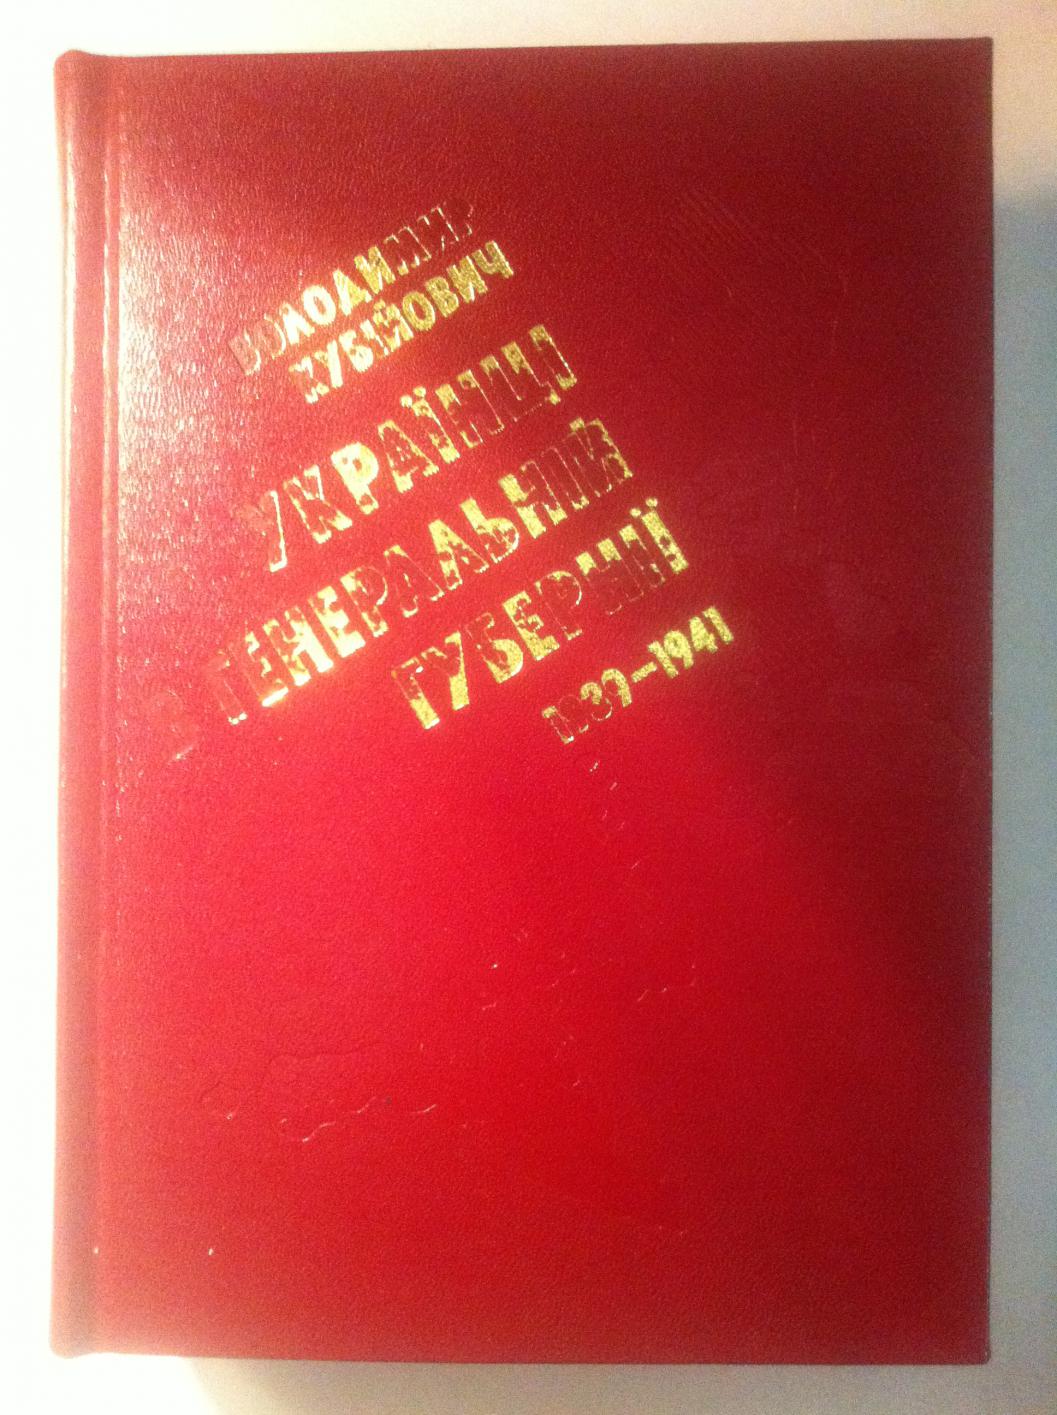 ВОЛОДИМИР
КУБІЙОВИЧ
УКРАЇНЦІ
В ГЕНЕРАЛЬНІЙ
ГУБЕРНІЇ
1939–1941